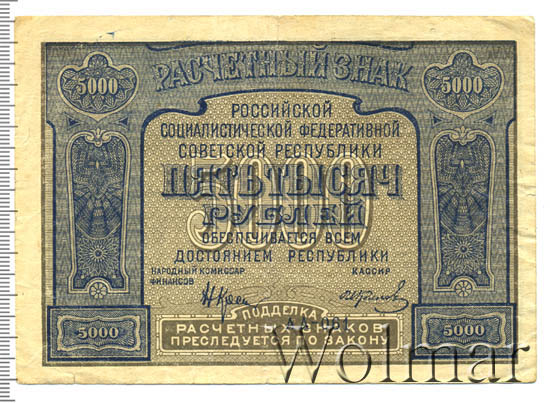 РАСЧЕТНЫЙ ЗНАК
5000
5000
РОССИЙСКОЙ
СОЦИАЛИСТИЧЕСКОЙ ФЕДЕРАТИВНОЙ
СОВЕТСКОЙ РЕСПУБЛИКИ
5000
ПЯТЬ ТЫСЯЧ
РУБЛЕЙ
ОБЕСПЕЧИВАЕТСЯ ВСЕМ
ДОСТОЯНИЕМ РЕСПУБЛИКИ
НАРОДНЫЙ КОМИССАР
ФИНАНСОВ
КАССИР
ПОДДЕЛКА
РАСЧЕТНЫХ ЗНАКОВ
ПРЕСЛЕДУЕТСЯ ПО ЗАКОНУ
5000
5000
Wolmar